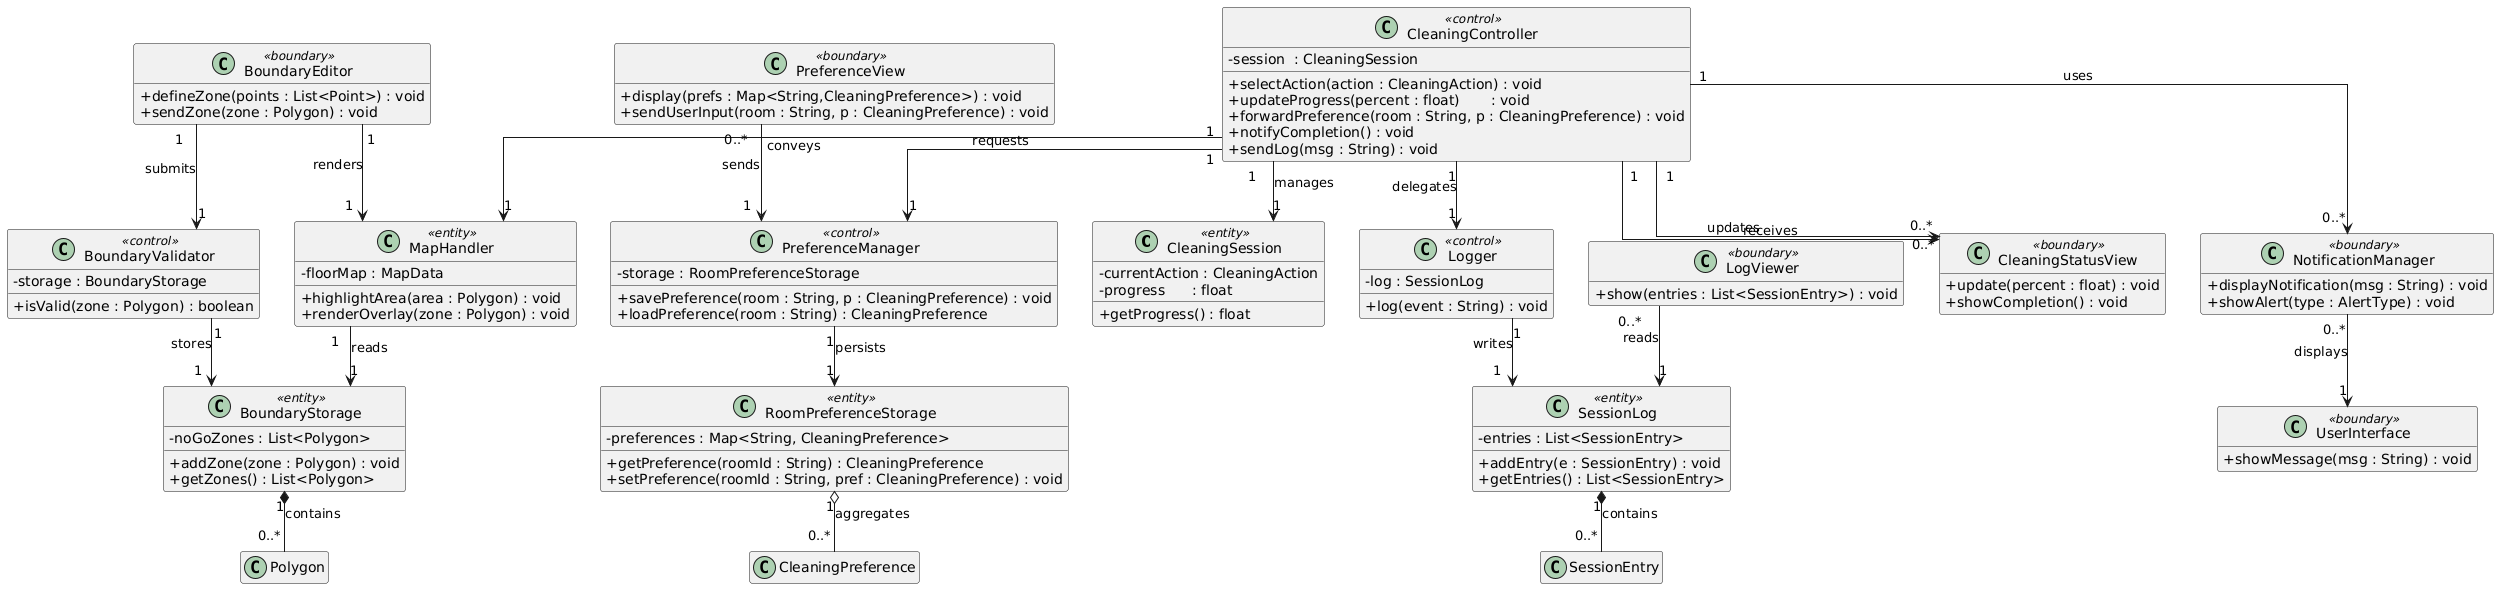 «control»
C CleaningController
-session  : CleaningSession
+selectAction(action : CleaningAction) : void
+updateProgress(percent : float)       : void
+forwardPreference(room : String, p : CleaningPreference) : void
+notifyCompletion() : void
+sendLog(msg : String) : void
«boundary»
C BoundaryEditor
+defineZone(points : List<Point>) : void
+sendZone(zone : Polygon) : void
«boundary»
C PreferenceView
+display(prefs : Map<String,CleaningPreference>) : void
+sendUserInput(room : String, p : CleaningPreference) : void
1
uses
0..*
1
submits
1
1
renders
1
0..*
sends
1
1
conveys
1
1
requests
1
1
manages
1
1
delegates
1
1
updates
0..*
1
receives
0..*
«control»
C BoundaryValidator
-storage : BoundaryStorage
+isValid(zone : Polygon) : boolean
«entity»
C MapHandler
-floorMap : MapData
+highlightArea(area : Polygon) : void
+renderOverlay(zone : Polygon) : void
«control»
C PreferenceManager
-storage : RoomPreferenceStorage
+savePreference(room : String, p : CleaningPreference) : void
+loadPreference(room : String) : CleaningPreference
«entity»
C CleaningSession
-currentAction : CleaningAction
-progress      : float
+getProgress() : float
«control»
C Logger
-log : SessionLog
+log(event : String) : void
«boundary»
C LogViewer
+show(entries : List<SessionEntry>) : void
«boundary»
C CleaningStatusView
+update(percent : float) : void
+showCompletion() : void
«boundary»
C NotificationManager
+displayNotification(msg : String) : void
+showAlert(type : AlertType) : void
1
stores
1
1
reads
1
1
persists
1
1
writes
1
0..*
reads
1
0..*
displays
1
«entity»
C BoundaryStorage
-noGoZones : List<Polygon>
+addZone(zone : Polygon) : void
+getZones() : List<Polygon>
«entity»
C RoomPreferenceStorage
-preferences : Map<String, CleaningPreference>
+getPreference(roomId : String) : CleaningPreference
+setPreference(roomId : String, pref : CleaningPreference) : void
«entity»
C SessionLog
-entries : List<SessionEntry>
+addEntry(e : SessionEntry) : void
+getEntries() : List<SessionEntry>
«boundary»
C UserInterface
+showMessage(msg : String) : void
1
contains
0..*
1
aggregates
0..*
1
contains
0..*
C Polygon
C CleaningPreference
C SessionEntry